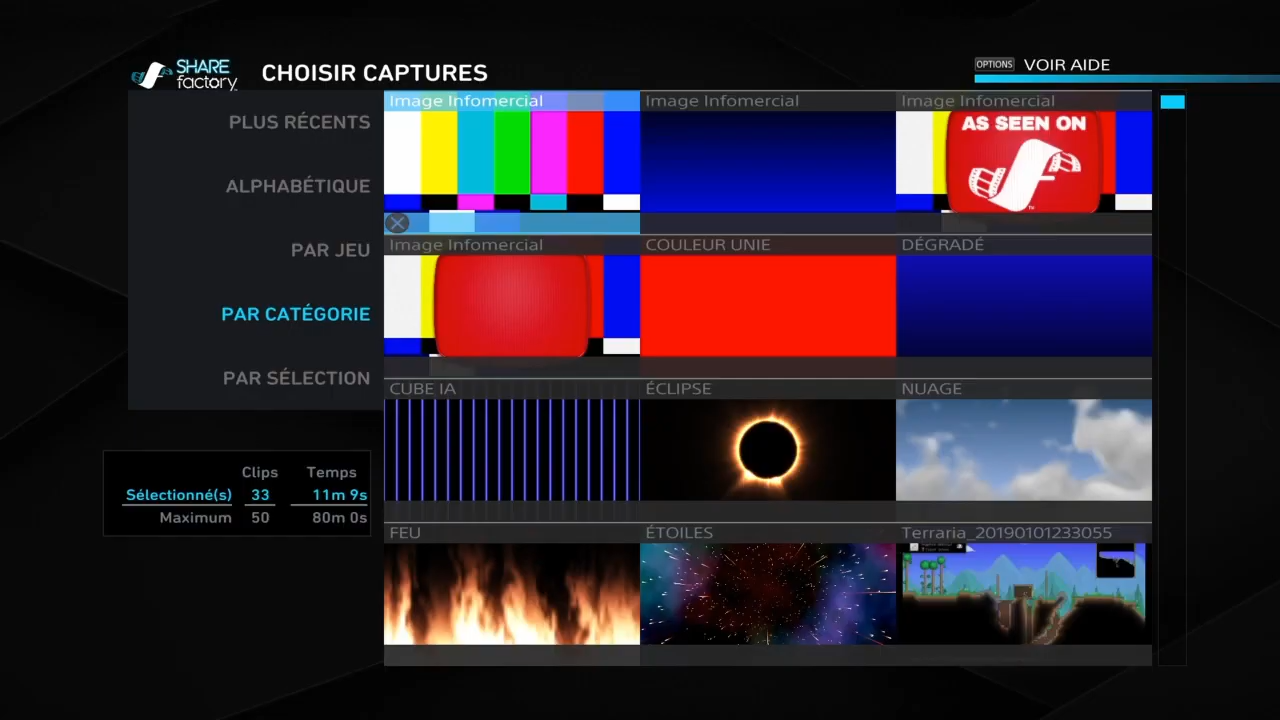 SHARE
factory
CHOISIR CAPTURES
OPTIONS VOIR AIDE
PLUS RÉCENTS
ALPHABÉTIQUE
PAR JEU
PAR CATÉGORIE
PAR SÉLECTION
Clips Temps
Sélectionné(s) 33 11m 9s
Maximum 50 80m 0s
Image Infomercial Image Infomercial Image Infomercial
AS SEEN ON
Image Infomercial COULEUR UNIE DÉGRADÉ
CUBE IA ÉCLIPSE NUAGE
FEU ÉTOILES Terraria_20190101233055